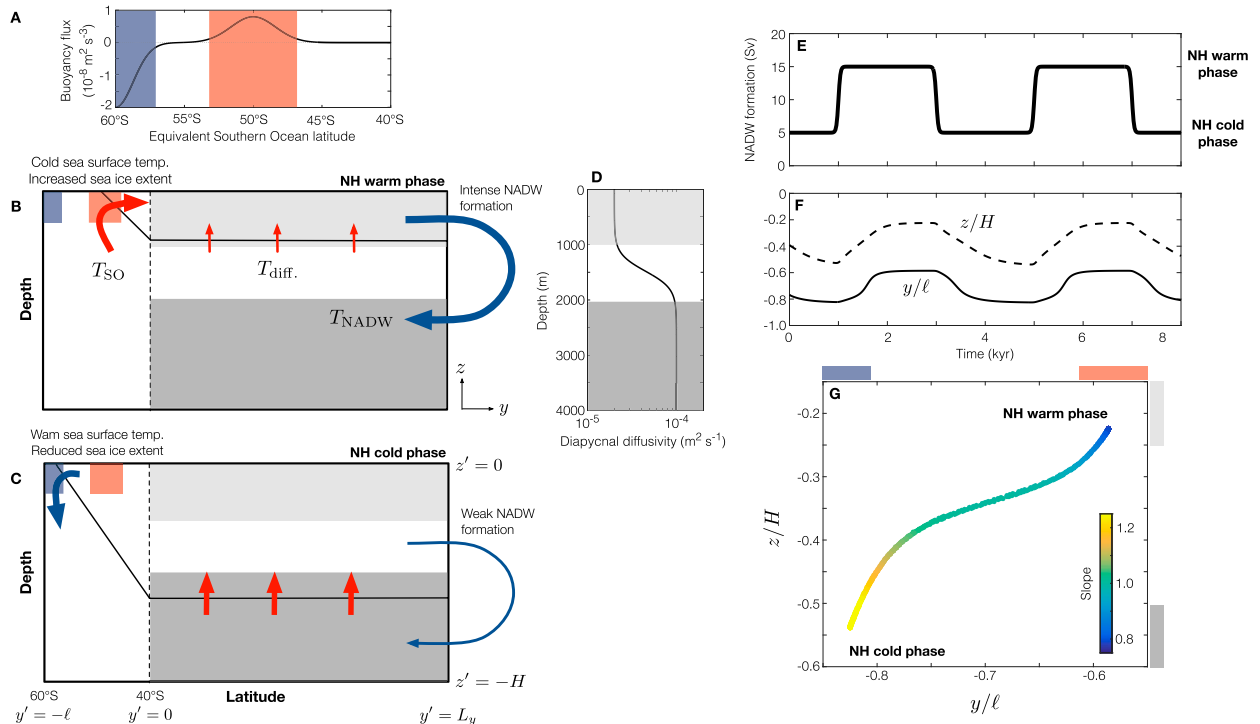 A
Buoyancy flux
(10⁻⁸ m² s⁻³)
1
0
-1
-2
60°S
55°S
50°S
45°S
40°S
Equivalent Southern Ocean latitude
Cold sea surface temp.
Increased sea ice extent
NH warm phase
B
Depth
T_SO
T_diff.
T_NADW
Intense NADW
formation
z
y
D
0
1000
2000
3000
4000
Depth (m)
10⁻⁵
10⁻⁴
Diapycnal diffusivity (m² s⁻¹)
Wam sea surface temp.
Reduced sea ice extent
NH cold phase
C
Depth
z′ = 0
Weak NADW
formation
z′ = −H
60°S
40°S
Latitude
y′ = −ℓ
y′ = 0
y′ = L_y
E
NADW formation (Sv)
20
15
10
5
0
NH warm
phase
NH cold
phase
F
-0.2
-0.4
-0.6
-0.8
-1.0
z/H
y/ℓ
0
2
4
6
8
Time (kyr)
G
NH warm phase
-0.2
-0.3
-0.4
-0.5
-0.6
z/H
Slope
1.2
1.0
0.8
NH cold phase
-0.8
-0.7
-0.6
y/ℓ